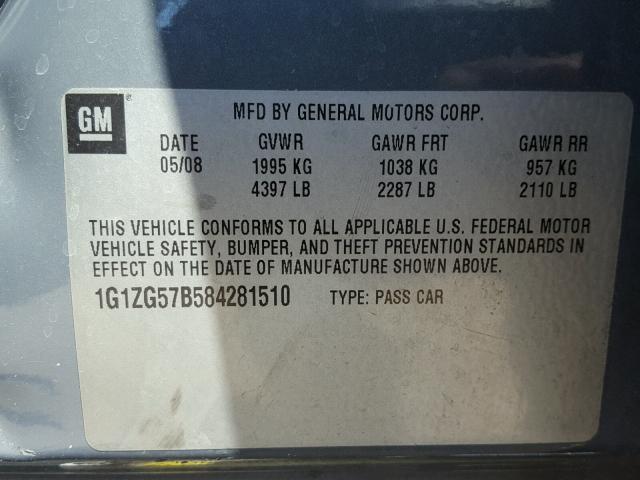 GM ®
MFD BY GENERAL MOTORS CORP.
DATE GVWR GAWR FRT GAWR RR
05/08 1995 KG 1038 KG 957 KG
4397 LB 2287 LB 2110 LB
THIS VEHICLE CONFORMS TO ALL APPLICABLE U.S. FEDERAL MOTOR
VEHICLE SAFETY, BUMPER, AND THEFT PREVENTION STANDARDS IN
EFFECT ON THE DATE OF MANUFACTURE SHOWN ABOVE.
1G1ZG57B584281510 TYPE: PASS CAR